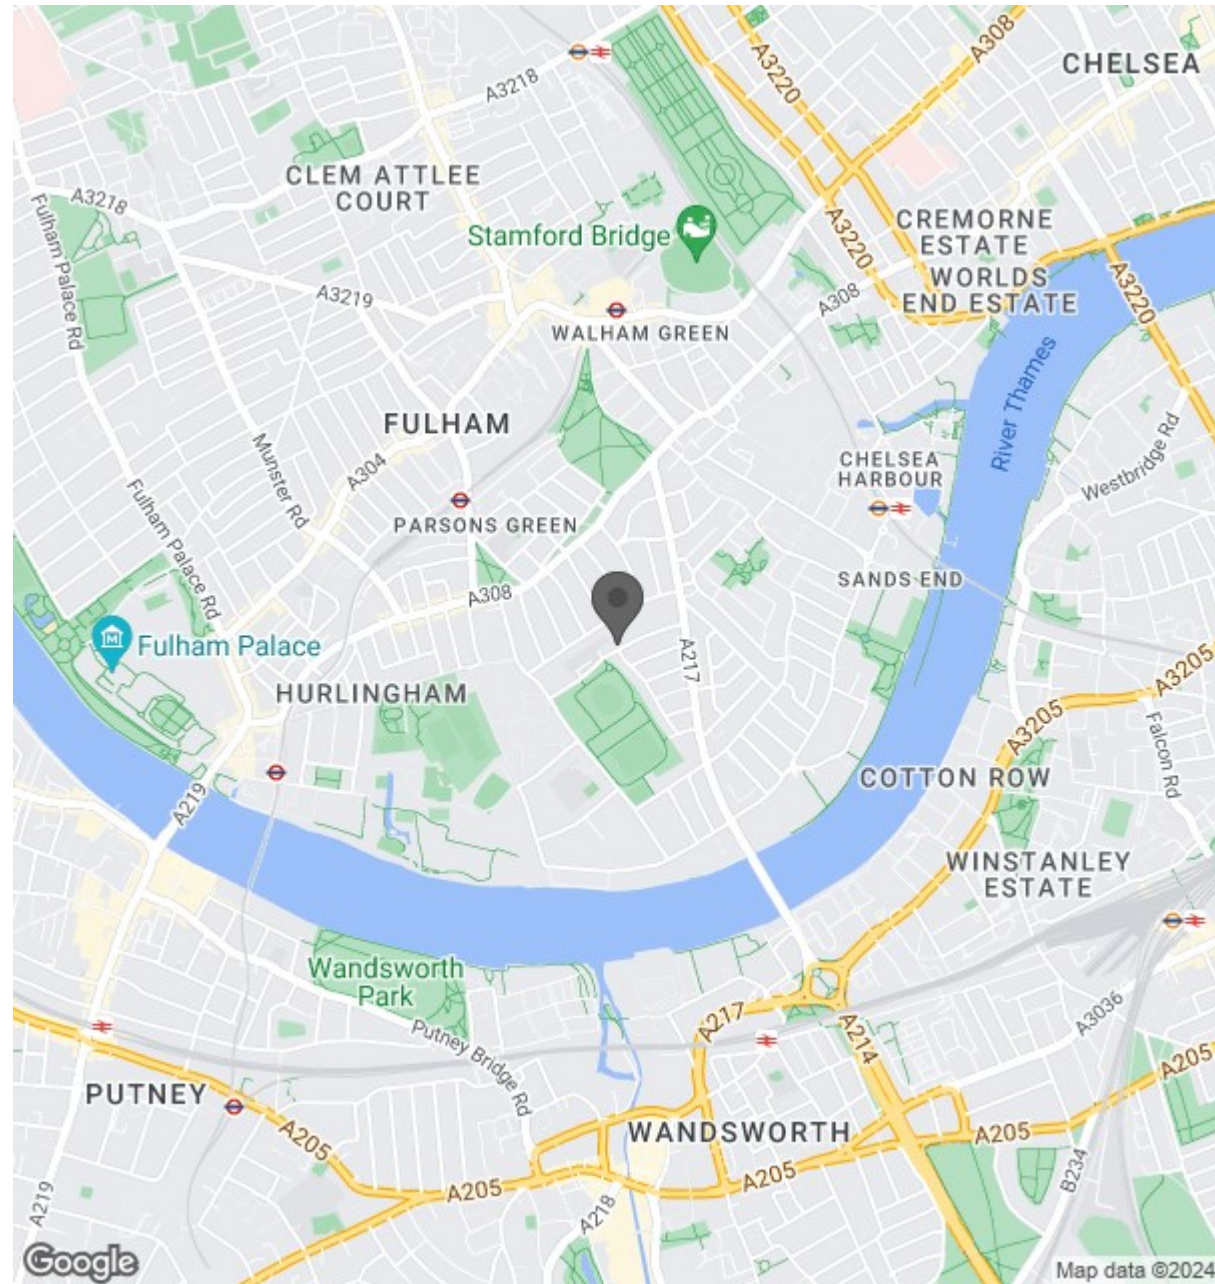 A308
A3220
CHELSEA
A3218
CLEM ATTLEE
COURT
A3218
Fulham Palace Rd
Stamford Bridge
A3220
CREMORNE
ESTATE
WORLDS
END ESTATE
A3220
A3219
A308
WALHAM GREEN
River Thames
FULHAM
Munster Rd
A304
CHELSEA
HARBOUR
Westbridge Rd
Fulham Palace Rd
PARSONS GREEN
SANDS END
A308
Fulham Palace
A217
HURLINGHAM
A3205
A3205
Falcon Rd
COTTON ROW
A219
WINSTANLEY
ESTATE
Wandsworth
Park
Putney Bridge Rd
A217
A214
A3036
A205
PUTNEY
A205
WANDSWORTH
A205
A205
A205
B234
A219
A218
Google
Map data ©2024